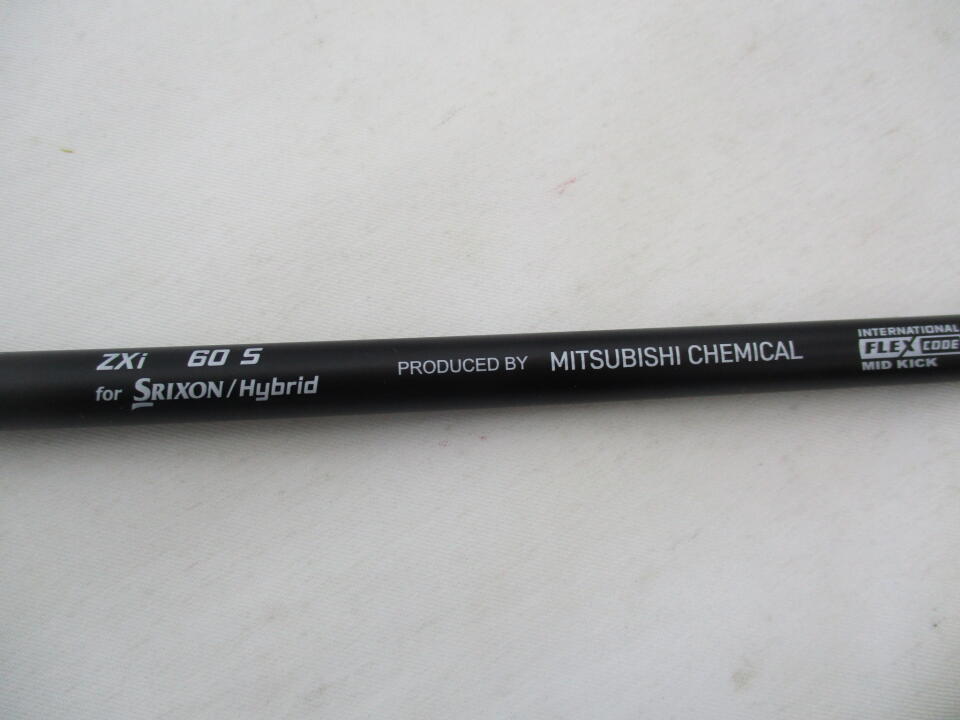 ZXi 60 S
for SRIXON/Hybrid
PRODUCED BY MITSUBISHI CHEMICAL
INTERNATIONAL
FLEX CODE
MID KICK